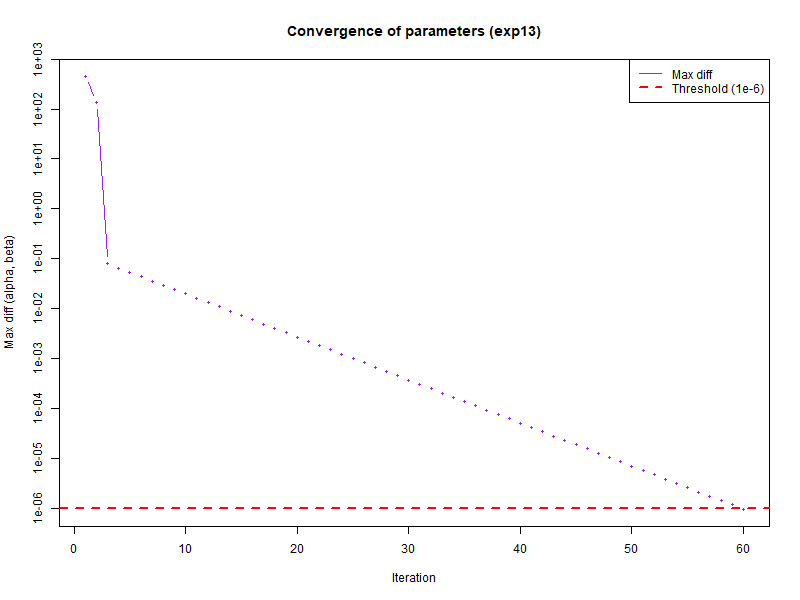 Convergence of parameters (exp13)
Max diff
Threshold (1e-6)
Max diff (alpha, beta)
1e+03
1e+02
1e+01
1e+00
1e-01
1e-02
1e-03
1e-04
1e-05
1e-06
0 10 20 30 40 50 60
Iteration